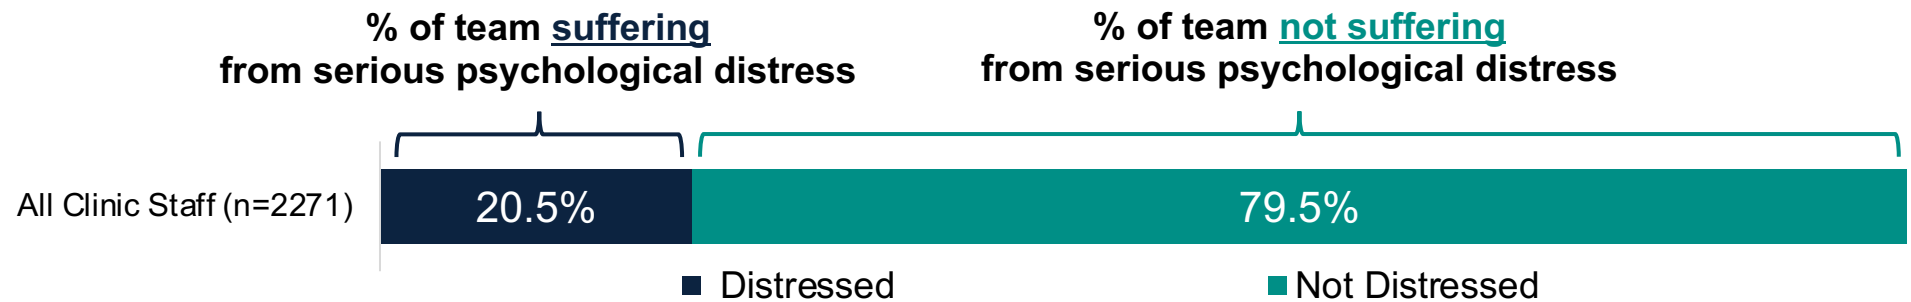 % of team suffering
from serious psychological distress
% of team not suffering
from serious psychological distress
All Clinic Staff (n=2271)
20.5%
79.5%
Distressed
Not Distressed